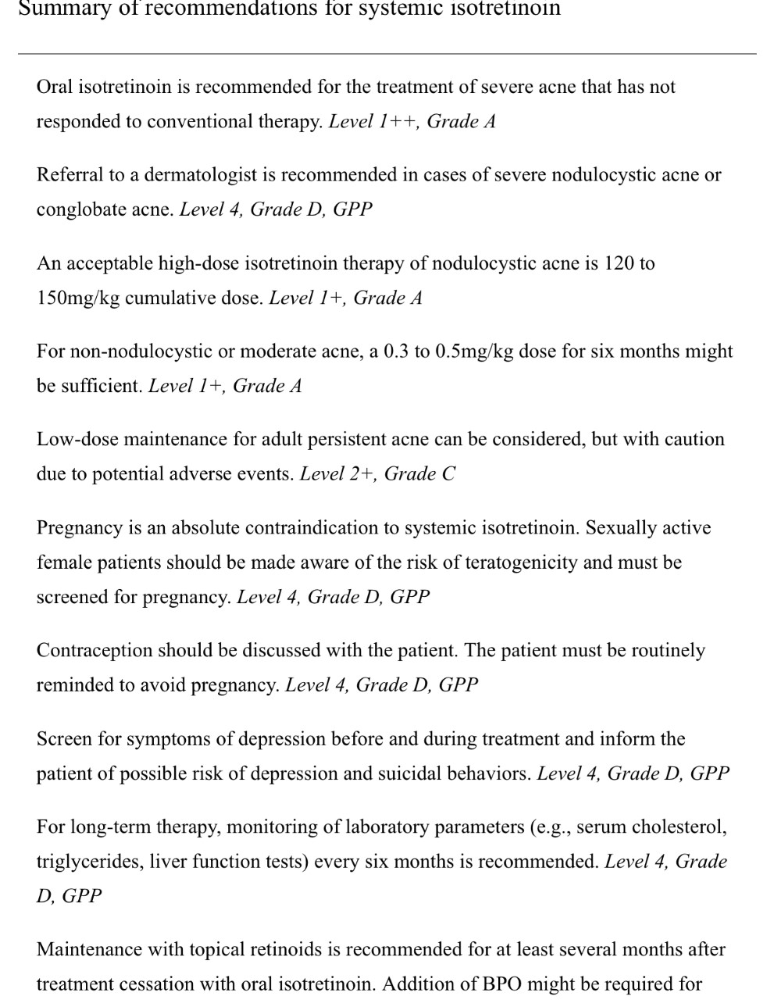 Summary of recommendations for systemic isotretinoin
Oral isotretinoin is recommended for the treatment of severe acne that has not
responded to conventional therapy. Level 1++, Grade A
Referral to a dermatologist is recommended in cases of severe nodulocystic acne or
conglobate acne. Level 4, Grade D, GPP
An acceptable high-dose isotretinoin therapy of nodulocystic acne is 120 to
150mg/kg cumulative dose. Level 1+, Grade A
For non-nodulocystic or moderate acne, a 0.3 to 0.5mg/kg dose for six months might
be sufficient. Level 1+, Grade A
Low-dose maintenance for adult persistent acne can be considered, but with caution
due to potential adverse events. Level 2+, Grade C
Pregnancy is an absolute contraindication to systemic isotretinoin. Sexually active
female patients should be made aware of the risk of teratogenicity and must be
screened for pregnancy. Level 4, Grade D, GPP
Contraception should be discussed with the patient. The patient must be routinely
reminded to avoid pregnancy. Level 4, Grade D, GPP
Screen for symptoms of depression before and during treatment and inform the
patient of possible risk of depression and suicidal behaviors. Level 4, Grade D, GPP
For long-term therapy, monitoring of laboratory parameters (e.g., serum cholesterol,
triglycerides, liver function tests) every six months is recommended. Level 4, Grade
D, GPP
Maintenance with topical retinoids is recommended for at least several months after
treatment cessation with oral isotretinoin. Addition of BPO might be required for